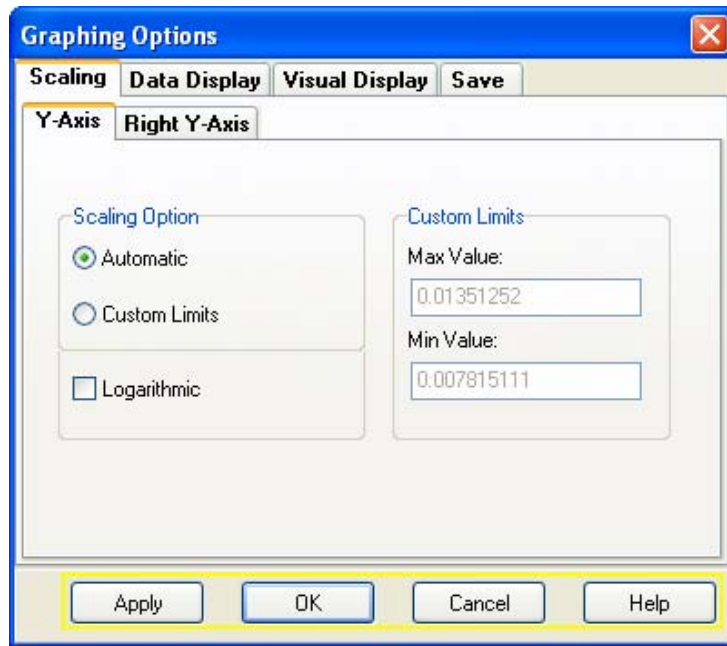 Graphing Options
Scaling Data Display Visual Display Save
Y-Axis Right Y-Axis
Scaling Option
Automatic
Custom Limits
Logarithmic
Custom Limits
Max Value:
0.01351252
Min Value:
0.007815111
Apply OK Cancel Help